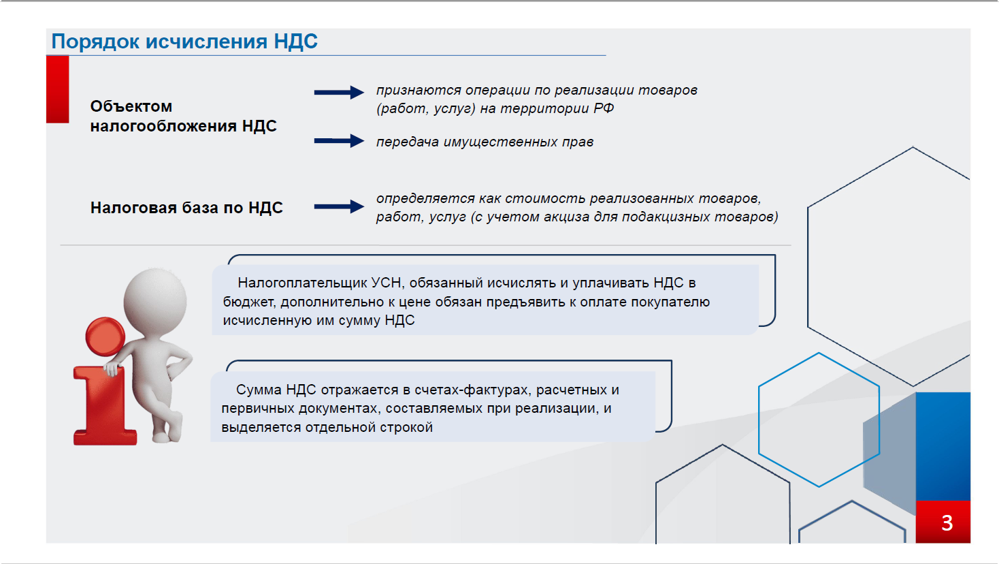 Порядок исчисления НДС
Объектом
налогообложения НДС
признаются операции по реализации товаров
(работ, услуг) на территории РФ
передача имущественных прав
Налоговая база по НДС
определяется как стоимость реализованных товаров,
работ, услуг (с учетом акциза для подакцизных товаров)
Налогоплательщик УСН, обязанный исчислять и уплачивать НДС в
бюджет, дополнительно к цене обязан предъявить к оплате покупателю
исчисленную им сумму НДС
Сумма НДС отражается в счетах-фактурах, расчетных и
первичных документах, составляемых при реализации, и
выделяется отдельной строкой
3